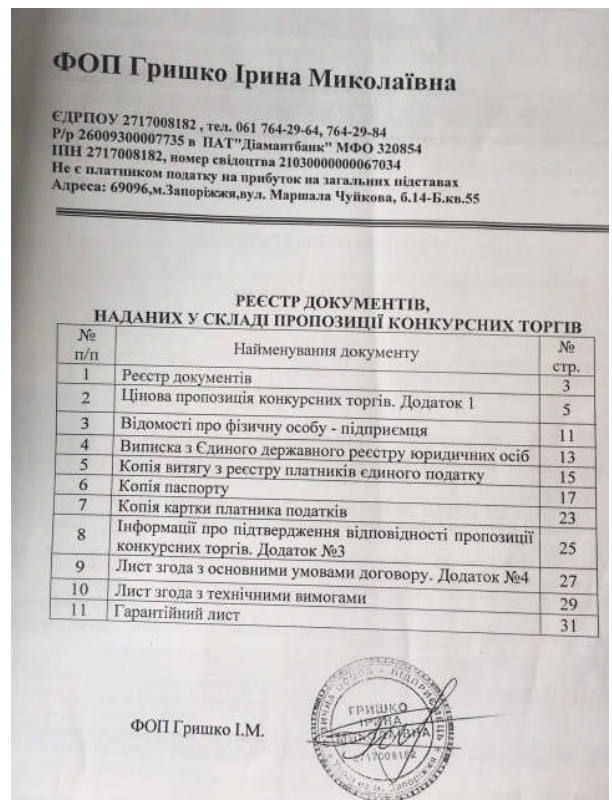 ФОП Гришко Ірина Миколаївна
ЄДРПОУ 2717008182 , тел. 061 764-29-64, 764-29-84
Р/р 26009300007735 в ПАТ"Діамантбанк" МФО 320854
ІПН 2717008182, номер свідоцтва 21030000000067034
Не є платником податку на прибуток на загальних підставах
Адреса: 69096,м.Запоріжжя,вул. Маршала Чуйкова, б.14-Б.кв.55
РЕЄСТР ДОКУМЕНТІВ,
НАДАНИХ У СКЛАДІ ПРОПОЗИЦІЇ КОНКУРСНИХ ТОРГІВ
№ п/п Найменування документу № стр.
1 Реєстр документів 3
2 Цінова пропозиція конкурсних торгів. Додаток 1 5
3 Відомості про фізичну особу - підприємця 11
4 Виписка з Єдиного державного реєстру юридичних осіб 13
5 Копія витягу з реєстру платників єдиного податку 15
6 Копія паспорту 17
7 Копія картки платника податків 23
8 Інформації про підтвердження відповідності пропозиції
конкурсних торгів. Додаток №3 25
9 Лист згода з основними умовами договору. Додаток №4 27
10 Лист згода з технічними вимогами 29
11 Гарантійний лист 31
ФОП Гришко І.М.
ГРИШКО
ІРИНА
МИКОЛАЇВНА
2717008182